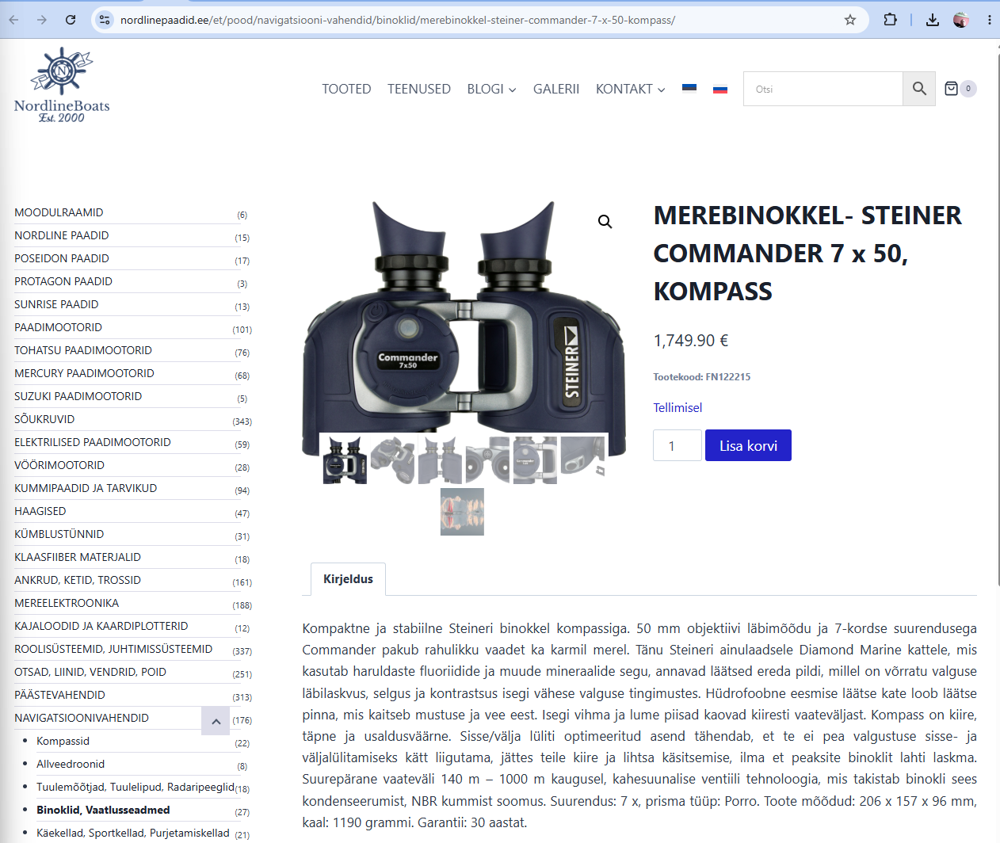 nordlinepaadid.ee/et/pood/navigatsiooni-vahendid/binoklid/merebinokkel-steiner-commander-7-x-50-kompass/
N
NordlineBoats
Est. 2000
TOOTED TEENUSED BLOGI GALERII KONTAKT
Otsi
0
MOODULRAAMID (6)
NORDLINE PAADID (15)
POSEIDON PAADID (17)
PROTAGON PAADID (3)
SUNRISE PAADID (13)
PAADIMOOTORID (101)
TOHATSU PAADIMOOTORID (76)
MERCURY PAADIMOOTORID (68)
SUZUKI PAADIMOOTORID (5)
SÕUKRUVID (343)
ELEKTRILISED PAADIMOOTORID (59)
VÖÖRIMOOTORID (28)
KUMMIPAADID JA TARVIKUD (94)
HAAGISED (47)
KÜMBLUSTÜNNID (31)
KLAASFIIBER MATERJALID (18)
ANKRUD, KETID, TROSSID (161)
MEREELEKTROONIKA (188)
KAJALOODID JA KAARDIPLOTTERID (12)
ROOLISÜSTEEMID, JUHTIMISSÜSTEEMID (337)
OTSAD, LIINID, VENDRID, POID (251)
PÄÄSTEVAHENDID (313)
NAVIGATSIOONIVAHENDID (176)
Kompassid (22)
Allveedroonid (8)
Tuulemõõtjad, Tuulelipud, Radaripeeglid (18)
Binoklid, Vaatlusseadmed (27)
Käekellad, Sportkellad, Purjetamiskellad (21)
Commander
7x50
STEINER
MEREBINOKKEL- STEINER
COMMANDER 7 x 50,
KOMPASS
1,749.90 €
Tootekood: FN122215
Tellimisel
1 Lisa korvi
Kirjeldus
Kompaktne ja stabiilne Steineri binokkel kompassiga. 50 mm objektiivi läbimõõdu ja 7-kordse suurendusega
Commander pakub rahulikku vaadet ka karmil merel. Tänu Steineri ainulaadsele Diamond Marine kattele, mis
kasutab haruldaste fluoriidide ja muude mineraalide segu, annavad läätsed ereda pildi, millel on võrratu valguse
läbilaskvus, selgus ja kontrastsus isegi vähese valguse tingimustes. Hüdrofoobne eesmise läätse kate loob läätse
pinna, mis kaitseb mustuse ja vee eest. Isegi vihma ja lume piisad kaovad kiiresti vaateväljast. Kompass on kiire,
täpne ja usaldusväärne. Sisse/välja lüliti optimeeritud asend tähendab, et te ei pea valgustuse sisse- ja
väljalülitamiseks kätt liigutama, jättes teile kiire ja lihtsa käsitsemise, ilma et peaksite binoklit lahti laskma.
Suurepärane vaateväli 140 m – 1000 m kaugusel, kahesuunalise ventiili tehnoloogia, mis takistab binokli sees
kondenseerumist, NBR kummist soomus. Suurendus: 7 x, prisma tüüp: Porro. Toote mõõdud: 206 x 157 x 96 mm,
kaal: 1190 grammi. Garantii: 30 aastat.